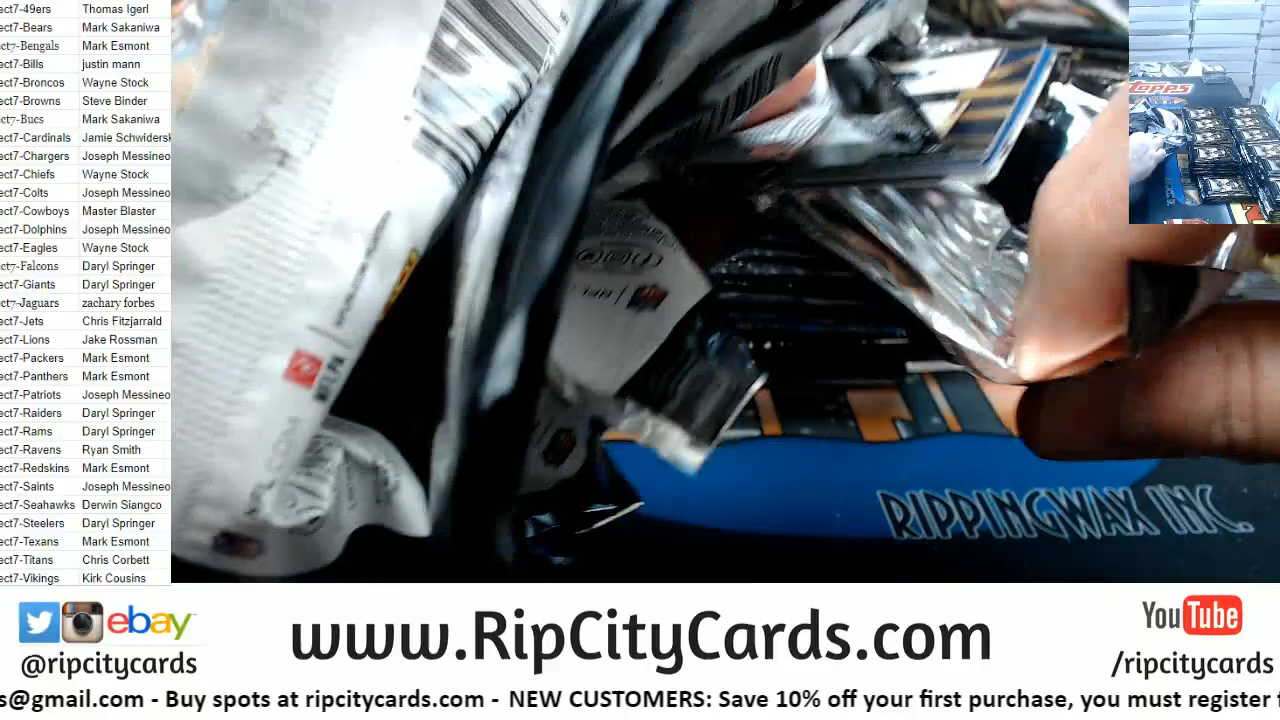 ect7-49ers Thomas Igerl
ect7-Bears Mark Sakaniwa
ect7-Bengals Mark Esmont
ect7-Bills justin mann
ect7-Broncos Wayne Stock
ect7-Browns Steve Binder
ect7-Bucs Mark Sakaniwa
ect7-Cardinals Jamie Schwidersk
ect7-Chargers Joseph Messineo
ect7-Chiefs Wayne Stock
ect7-Colts Joseph Messineo
ect7-Cowboys Master Blaster
ect7-Dolphins Joseph Messineo
ect7-Eagles Wayne Stock
ect7-Falcons Daryl Springer
ect7-Giants Daryl Springer
ect7-Jaguars zachary forbes
ect7-Jets Chris Fitzjarrald
ect7-Lions Jake Rossman
ect7-Packers Mark Esmont
ect7-Panthers Mark Esmont
ect7-Patriots Joseph Messineo
ect7-Raiders Daryl Springer
ect7-Rams Daryl Springer
ect7-Ravens Ryan Smith
ect7-Redskins Mark Esmont
ect7-Saints Joseph Messineo
ect7-Seahawks Derwin Siangco
ect7-Steelers Daryl Springer
ect7-Texans Mark Esmont
ect7-Titans Chris Corbett
ect7-Vikings Kirk Cousins
topps
RIPPINGWAX INC.
ebay
@ripcitycards
www.RipCityCards.com
YouTube
/ripcitycards
s@gmail.com - Buy spots at ripcitycards.com - NEW CUSTOMERS: Save 10% off your first purchase, you must register f